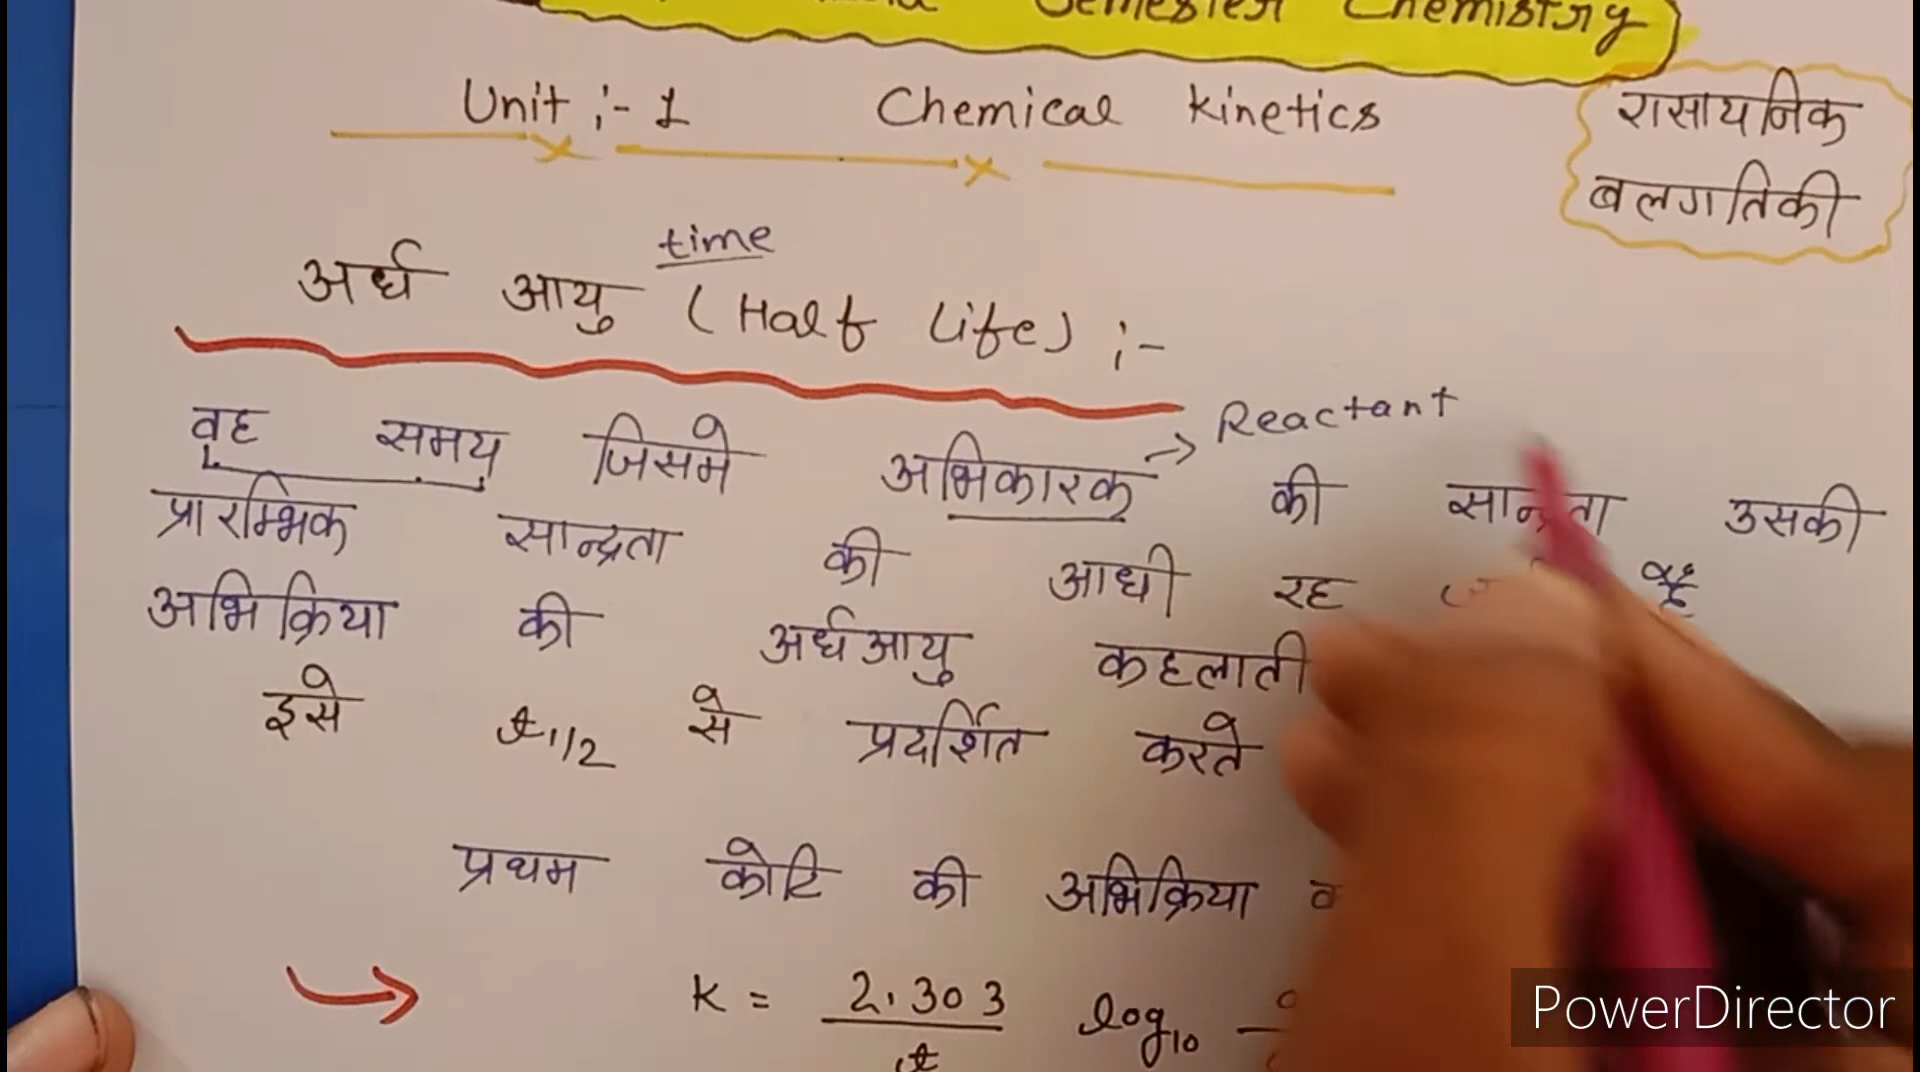 Semester Chemistry
Unit :- 1 Chemical Kinetics
रासायनिक
बलगतिकी
time
अर्ध आयु (Half Life) :-
Reactant
वह समय जिसमे अभिकारक की सान्द्रता उसकी
प्रारम्भिक सान्द्रता की आधी रह है
अभिक्रिया की अर्धआयु कहलाती
इसे t1/2 से प्रदर्शित करते
प्रथम कोटि की अभिक्रिया
K = 2.303/t log10
PowerDirector